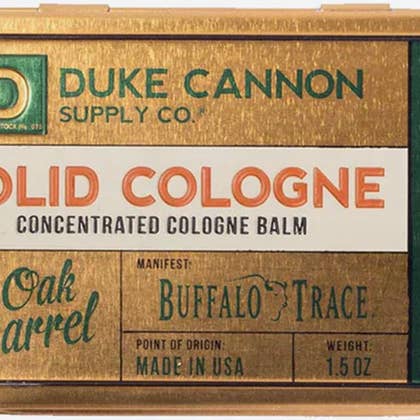 DUKE CANNON
SUPPLY CO.
OLID COLOGNE
CONCENTRATED COLOGNE BALM
Oak
arrel
MANIFEST:
BUFFALO TRACE
POINT OF ORIGIN:
MADE IN USA
WEIGHT:
1.5 OZ